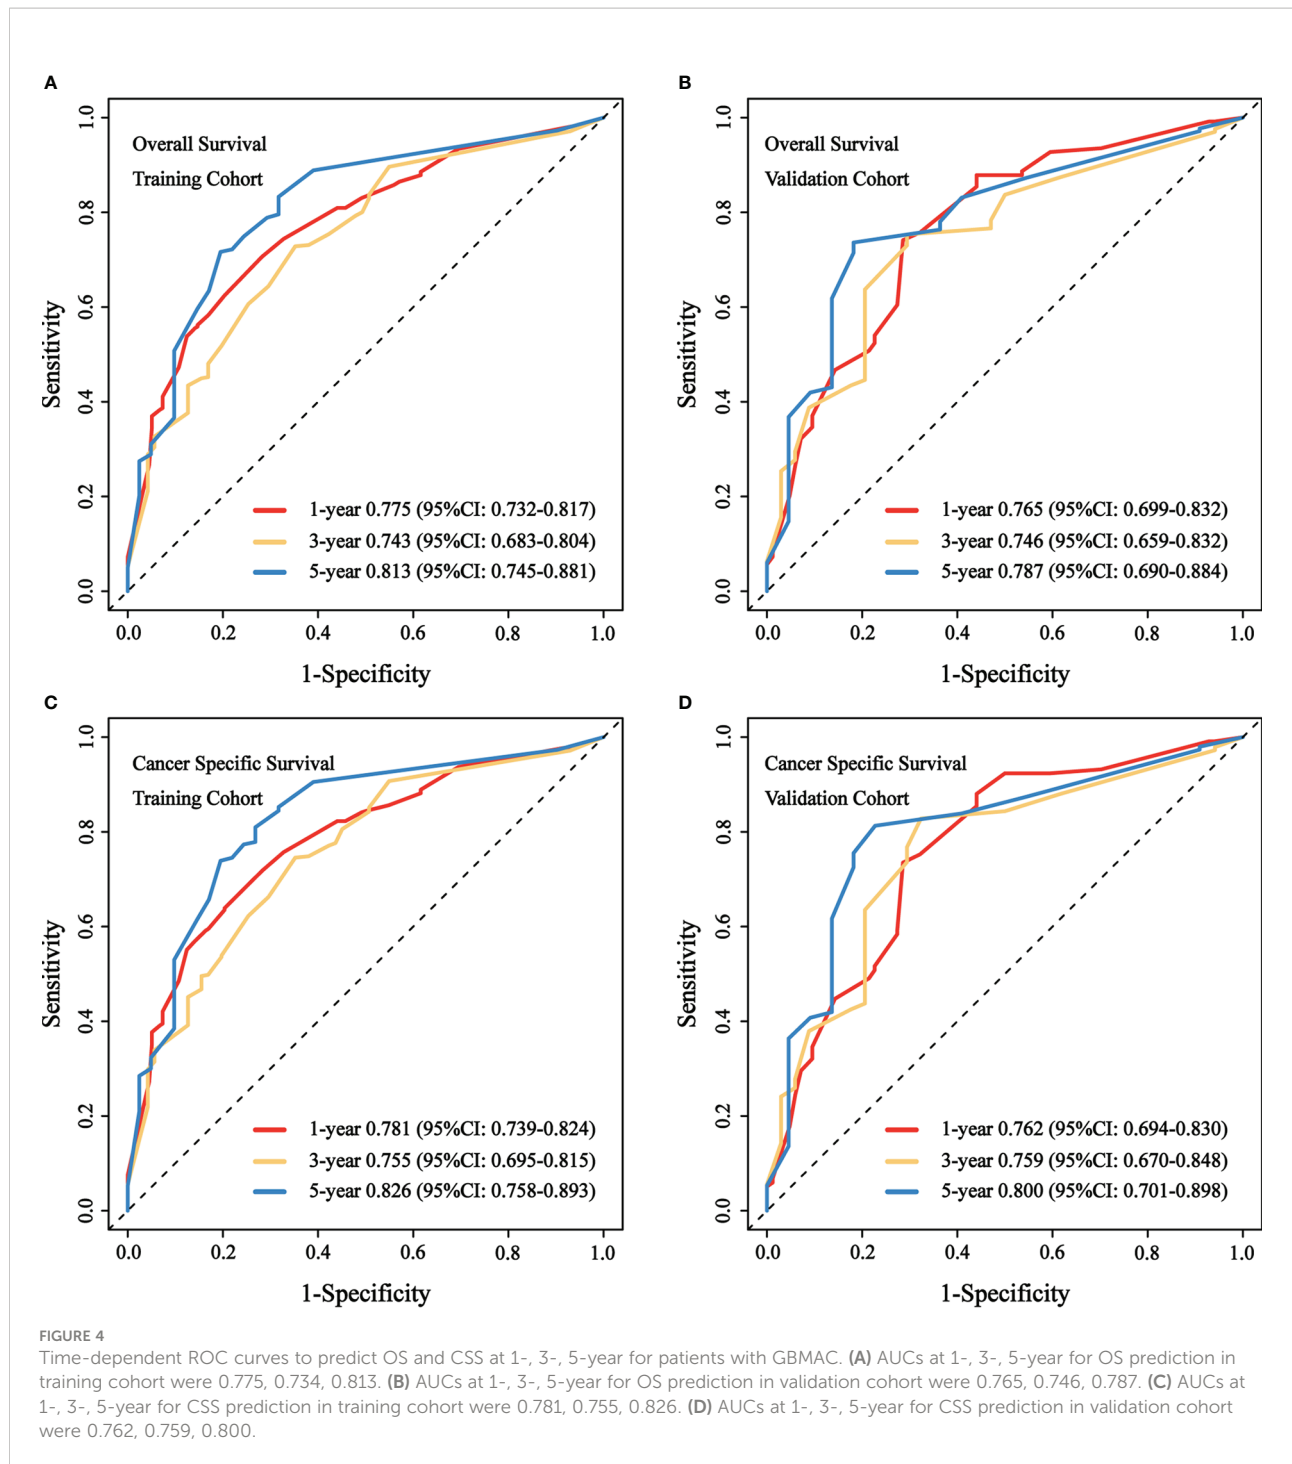 A
Overall Survival
Training Cohort
1-year 0.775 (95%CI: 0.732-0.817)
3-year 0.743 (95%CI: 0.683-0.804)
5-year 0.813 (95%CI: 0.745-0.881)
Sensitivity
0.0 0.2 0.4 0.6 0.8 1.0
0.0 0.2 0.4 0.6 0.8 1.0
1-Specificity
B
Overall Survival
Validation Cohort
1-year 0.765 (95%CI: 0.699-0.832)
3-year 0.746 (95%CI: 0.659-0.832)
5-year 0.787 (95%CI: 0.690-0.884)
Sensitivity
0.0 0.2 0.4 0.6 0.8 1.0
0.0 0.2 0.4 0.6 0.8 1.0
1-Specificity
C
Cancer Specific Survival
Training Cohort
1-year 0.781 (95%CI: 0.739-0.824)
3-year 0.755 (95%CI: 0.695-0.815)
5-year 0.826 (95%CI: 0.758-0.893)
Sensitivity
0.0 0.2 0.4 0.6 0.8 1.0
0.0 0.2 0.4 0.6 0.8 1.0
1-Specificity
D
Cancer Specific Survival
Validation Cohort
1-year 0.762 (95%CI: 0.694-0.830)
3-year 0.759 (95%CI: 0.670-0.848)
5-year 0.800 (95%CI: 0.701-0.898)
Sensitivity
0.0 0.2 0.4 0.6 0.8 1.0
0.0 0.2 0.4 0.6 0.8 1.0
1-Specificity
FIGURE 4
Time-dependent ROC curves to predict OS and CSS at 1-, 3-, 5-year for patients with GBMAC. (A) AUCs at 1-, 3-, 5-year for OS prediction in
training cohort were 0.775, 0.734, 0.813. (B) AUCs at 1-, 3-, 5-year for OS prediction in validation cohort were 0.765, 0.746, 0.787. (C) AUCs at
1-, 3-, 5-year for CSS prediction in training cohort were 0.781, 0.755, 0.826. (D) AUCs at 1-, 3-, 5-year for CSS prediction in validation cohort
were 0.762, 0.759, 0.800.